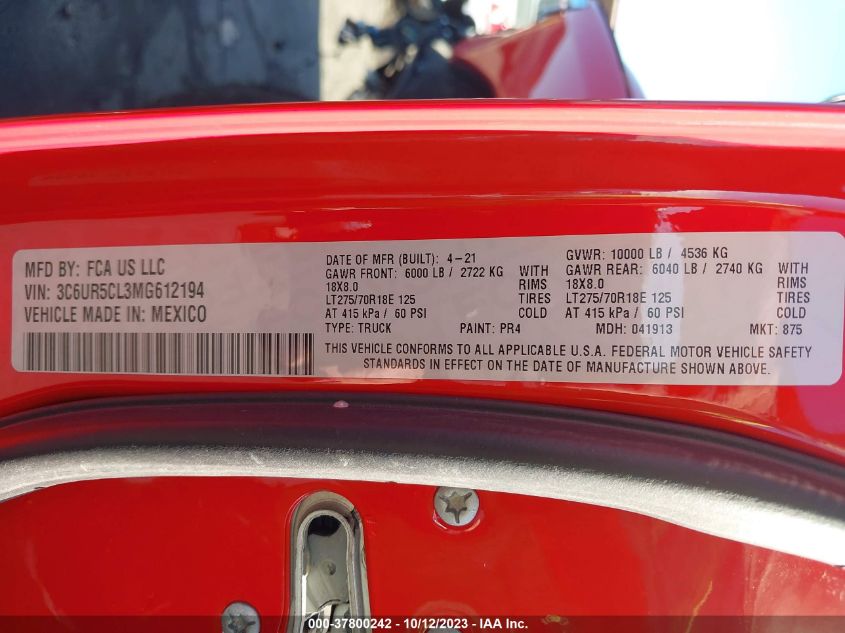 MFD BY: FCA US LLC
VIN: 3C6UR5CL3MG612194
VEHICLE MADE IN: MEXICO
DATE OF MFR (BUILT): 4-21 GVWR: 10000 LB / 4536 KG
GAWR FRONT: 6000 LB / 2722 KG WITH GAWR REAR: 6040 LB / 2740 KG WITH
18X8.0 RIMS 18X8.0 RIMS
LT275/70R18E 125 TIRES LT275/70R18E 125 TIRES
AT 415 kPa / 60 PSI COLD AT 415 kPa / 60 PSI COLD
TYPE: TRUCK PAINT: PR4 MDH: 041913 MKT: 875
THIS VEHICLE CONFORMS TO ALL APPLICABLE U.S.A. FEDERAL MOTOR VEHICLE SAFETY
STANDARDS IN EFFECT ON THE DATE OF MANUFACTURE SHOWN ABOVE.
000-37800242 - 10/12/2023 - IAA Inc.